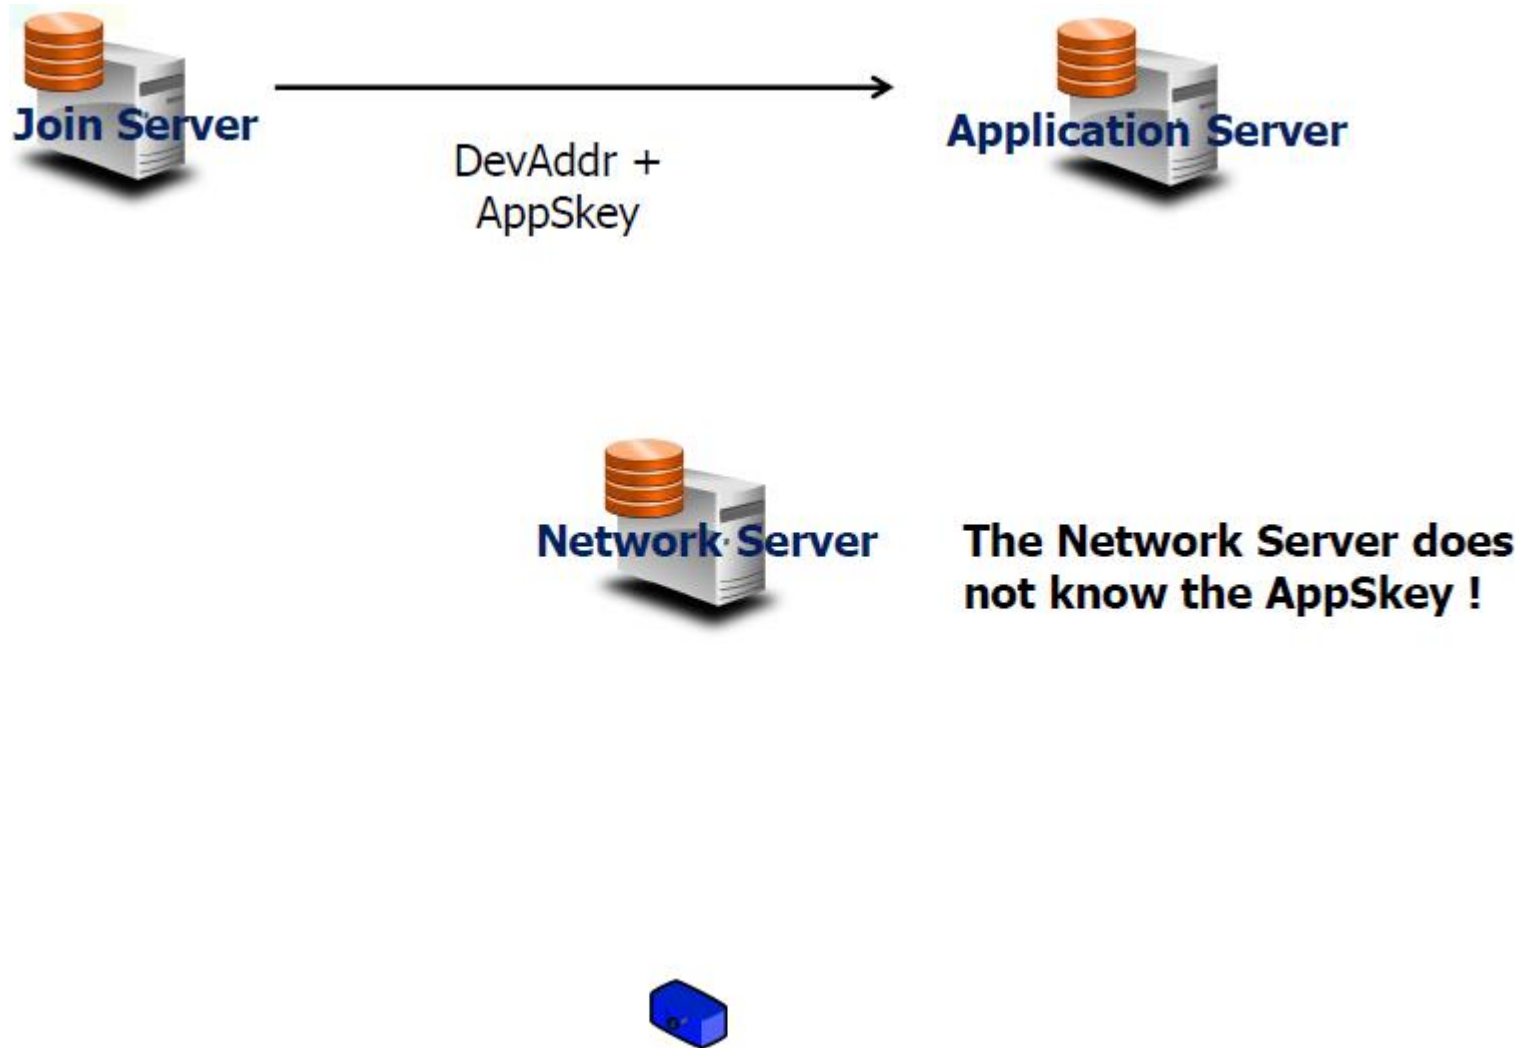 Join Server
Application Server
DevAddr +
AppSkey
Network Server
The Network Server does
not know the AppSkey !